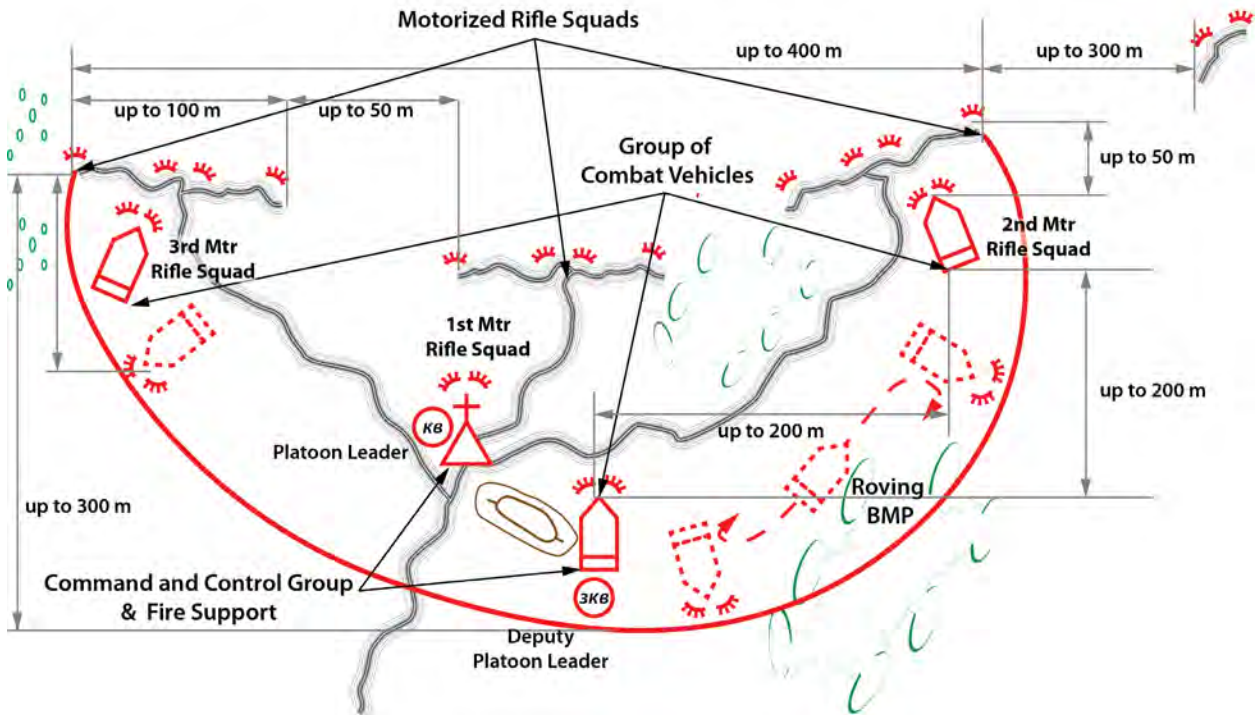 Motorized Rifle Squads
up to 400 m
up to 300 m
up to 100 m
up to 50 m
Group of
Combat Vehicles
up to 50 m
3rd Mtr
Rifle Squad
2nd Mtr
Rifle Squad
1st Mtr
Rifle Squad
up to 200 m
КВ
Platoon Leader
up to 200 m
Roving
BMP
up to 300 m
Command and Control Group
& Fire Support
ЗКВ
Deputy
Platoon Leader